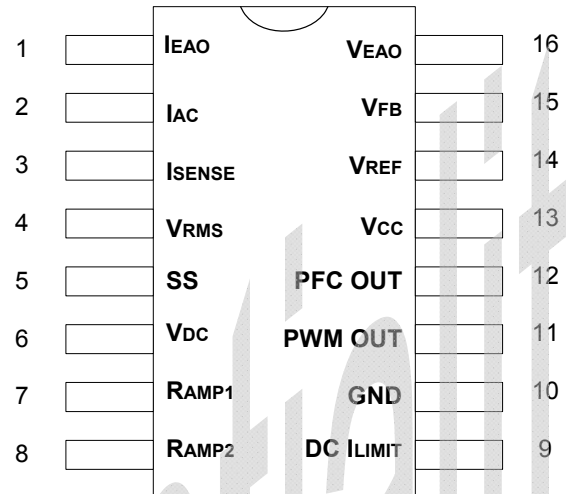 1 IEAO VEAO 16
2 IAC VFB 15
3 ISENSE VREF 14
4 VRMS VCC 13
5 SS PFC OUT 12
6 VDC PWM OUT 11
7 RAMP1 GND 10
8 RAMP2 DC ILIMIT 9